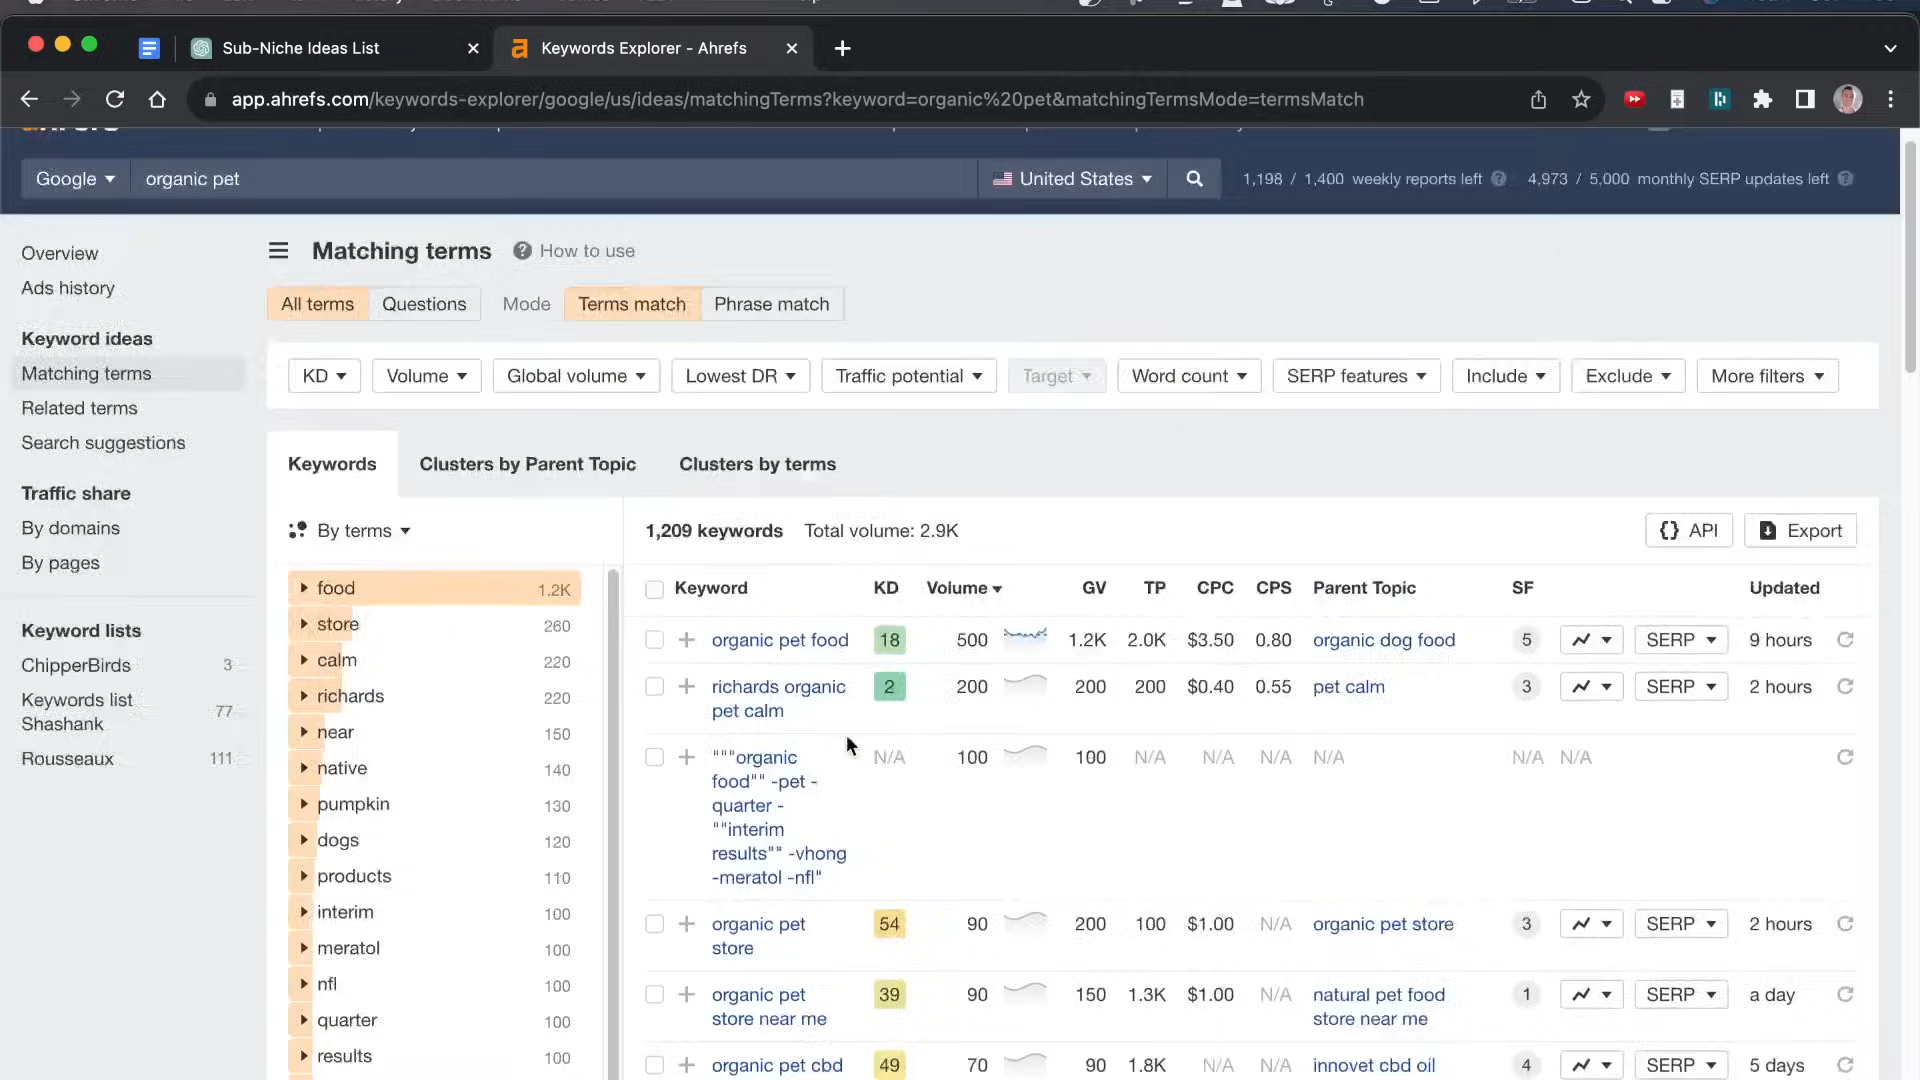 Sub-Niche Ideas List
Keywords Explorer - Ahrefs
app.ahrefs.com/keywords-explorer/google/us/ideas/matchingTerms?keyword=organic%20pet&matchingTermsMode=termsMatch
Google
organic pet
United States
1,198 / 1,400 weekly reports left
4,973 / 5,000 monthly SERP updates left
Overview
Ads history
Keyword ideas
Matching terms
Related terms
Search suggestions
Traffic share
By domains
By pages
Keyword lists
ChipperBirds 3
Keywords list
Shashank 77
Rousseaux 111
Matching terms
? How to use
All terms Questions Mode Terms match Phrase match
KD Volume Global volume Lowest DR Traffic potential Target Word count SERP features Include Exclude More filters
Keywords Clusters by Parent Topic Clusters by terms
By terms
food 1.2K
store 260
calm 220
richards 220
near 150
native 140
pumpkin 130
dogs 120
products 110
interim 100
meratol 100
nfl 100
quarter 100
results 100
1,209 keywords Total volume: 2.9K
{} API Export
Keyword KD Volume GV TP CPC CPS Parent Topic SF Updated
organic pet food 18 500 1.2K 2.0K $3.50 0.80 organic dog food 5 SERP 9 hours
richards organic 2 200 200 200 $0.40 0.55 pet calm 3 SERP 2 hours
pet calm
"""organic N/A 100 100 N/A N/A N/A N/A N/A N/A
food"" -pet -
quarter -
""interim
results"" -vhong
-meratol -nfl"
organic pet 54 90 200 100 $1.00 N/A organic pet store 3 SERP 2 hours
store
organic pet 39 90 150 1.3K $1.00 N/A natural pet food 1 SERP a day
store near me store near me
organic pet cbd 49 70 90 1.8K N/A N/A innovet cbd oil 4 SERP 5 days